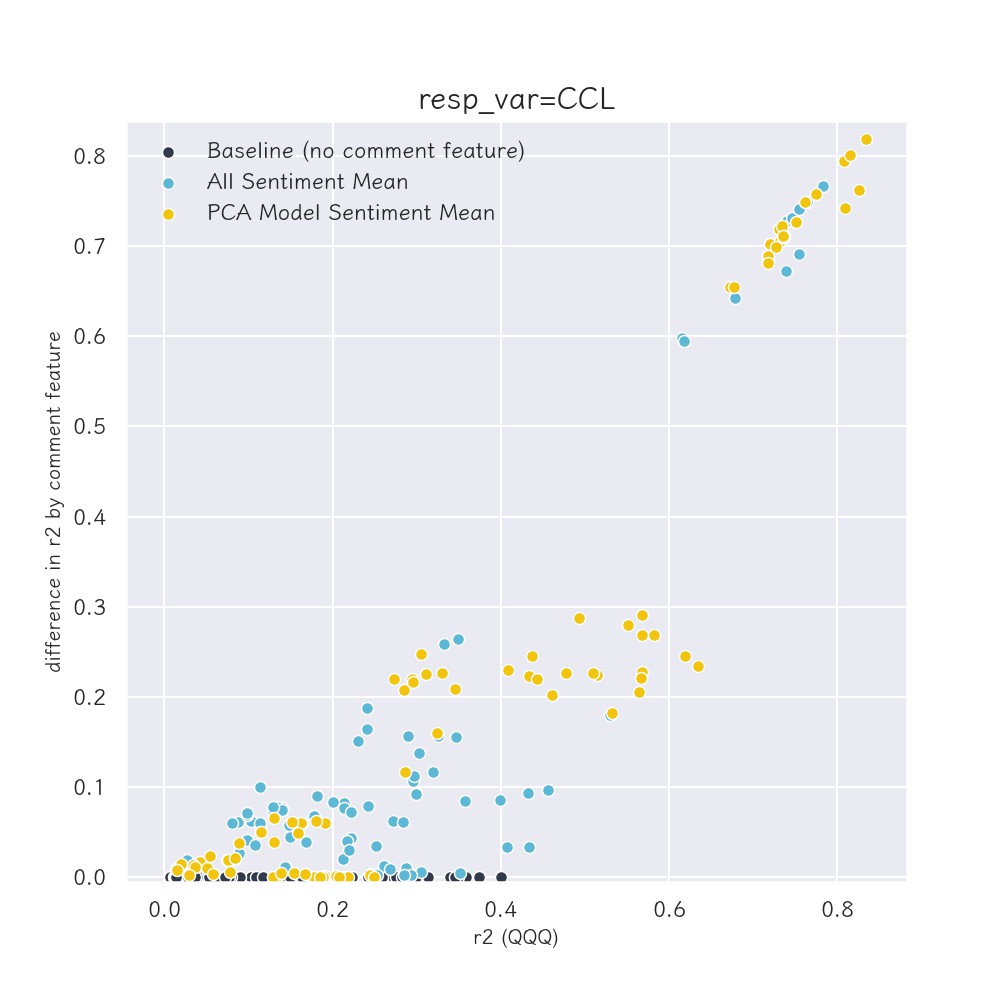 resp_var=CCL
Baseline (no comment feature)
All Sentiment Mean
PCA Model Sentiment Mean
difference in r2 by comment feature
0.8
0.7
0.6
0.5
0.4
0.3
0.2
0.1
0.0
0.0 0.2 0.4 0.6 0.8
r2 (QQQ)